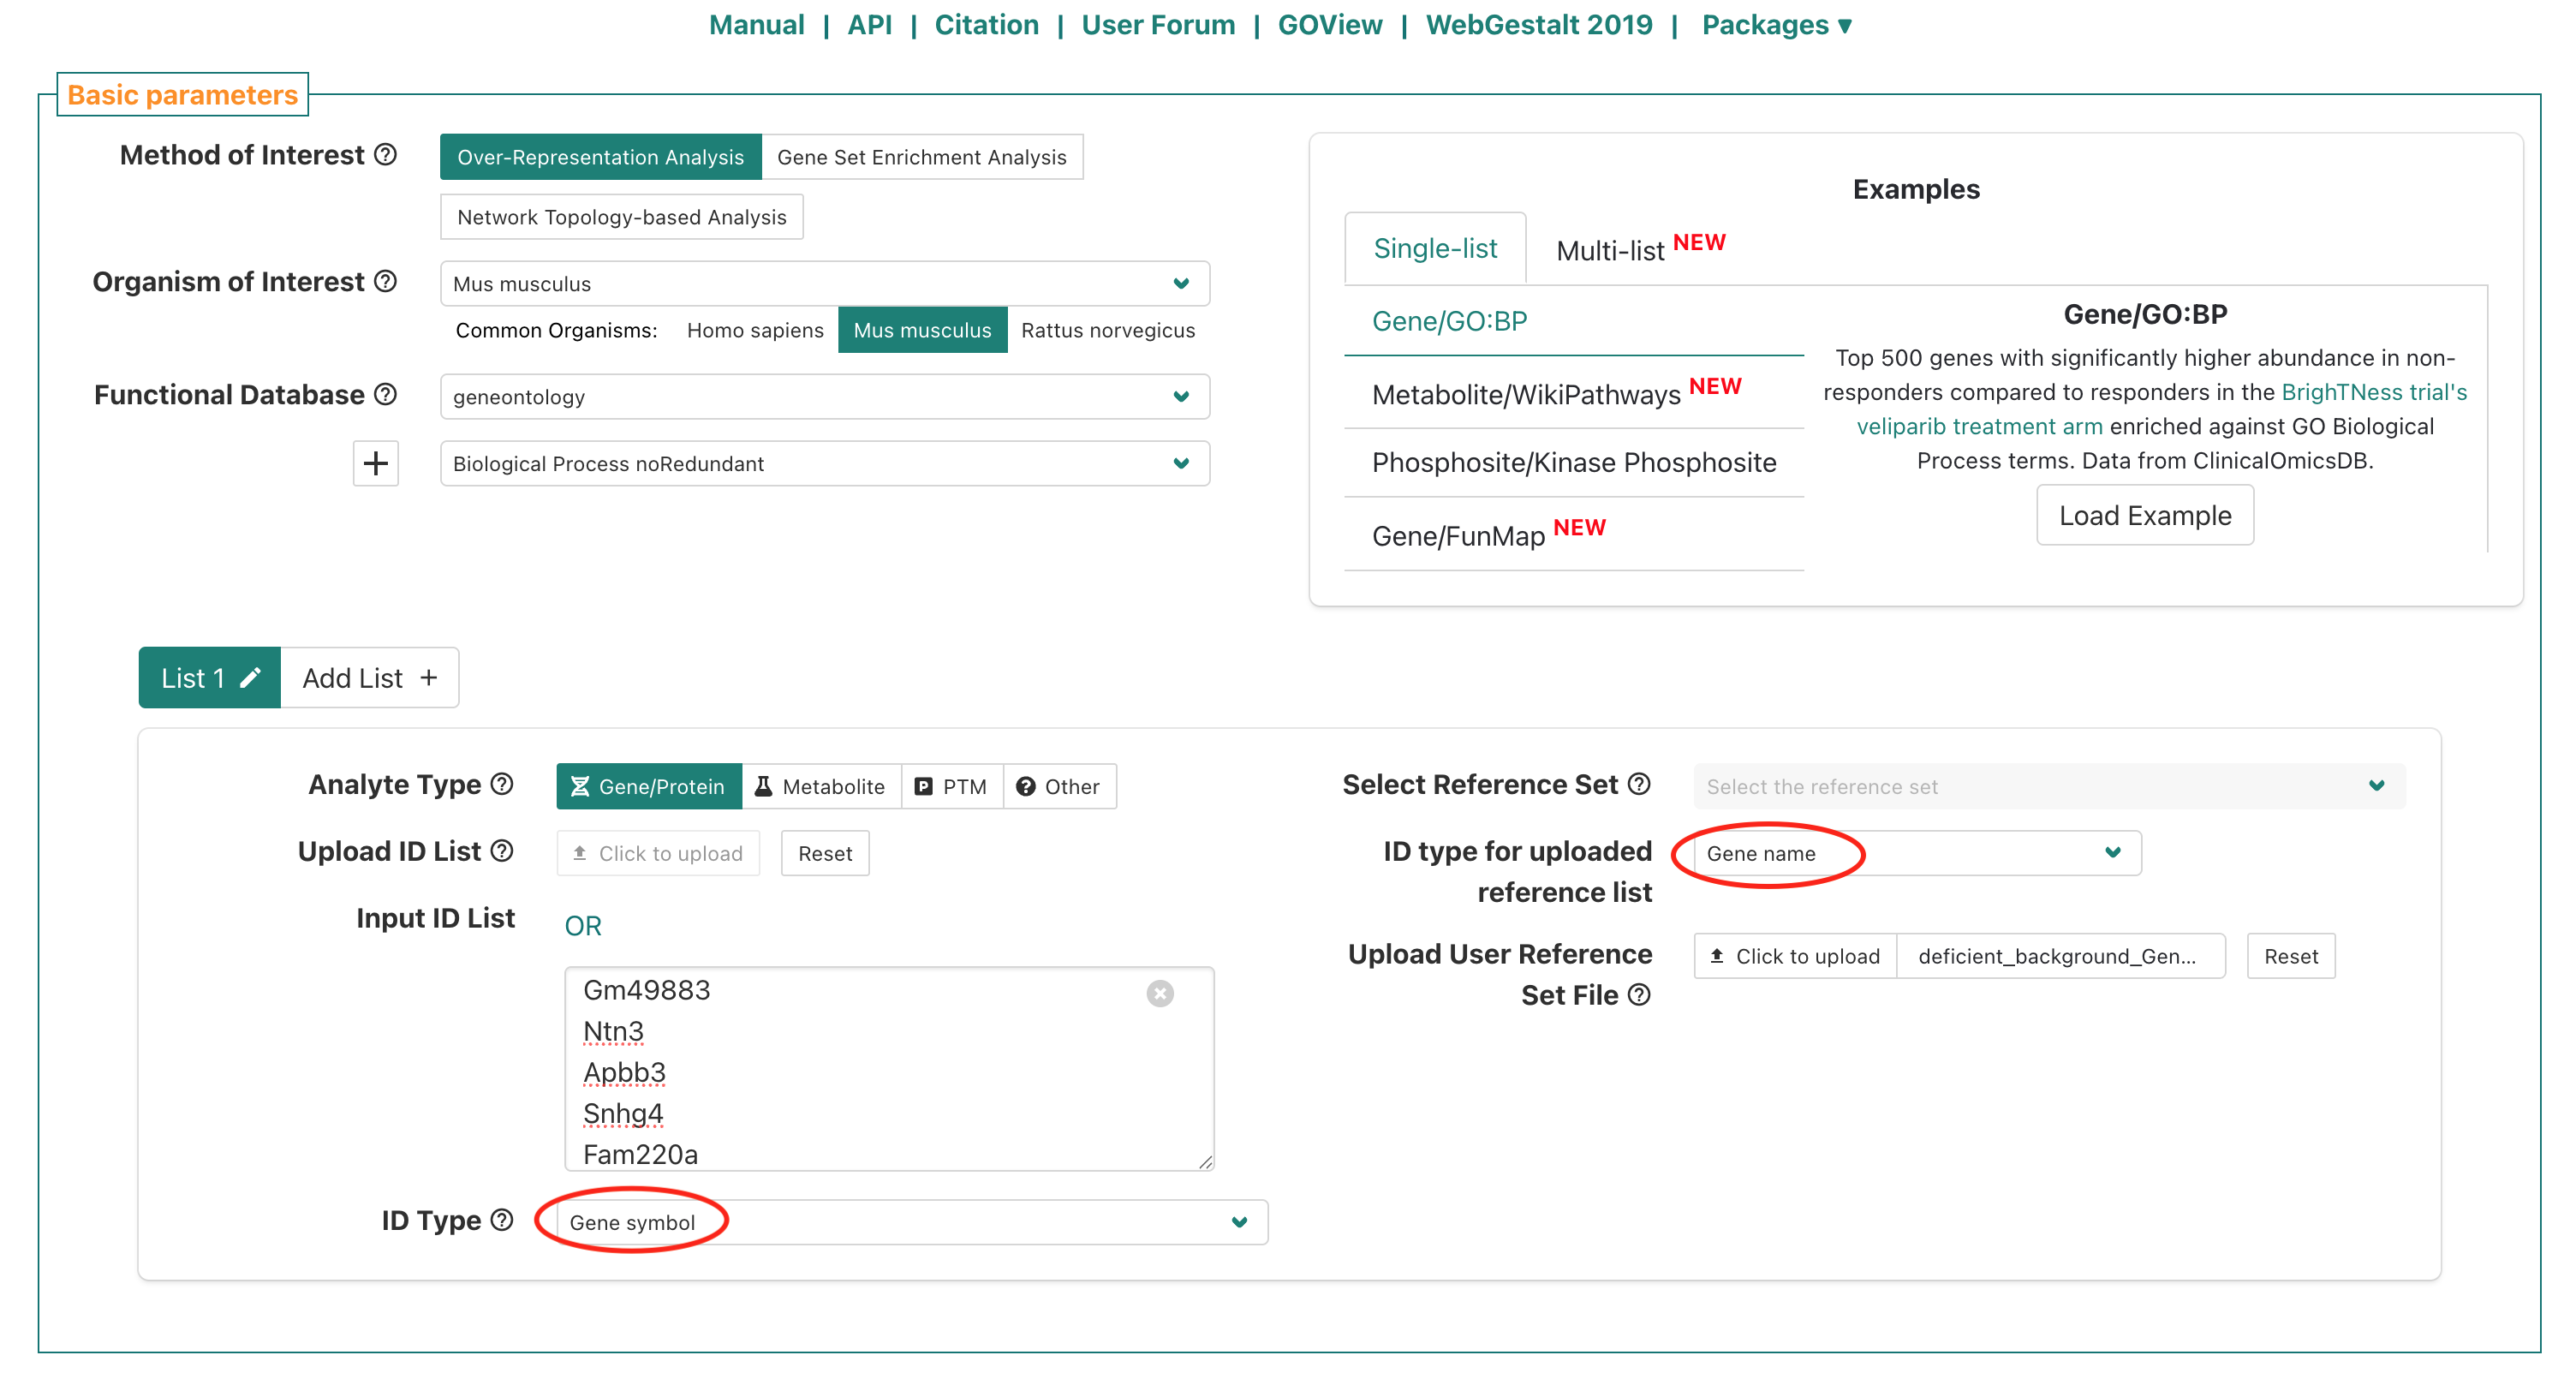 Manual | API | Citation | User Forum | GOView | WebGestalt 2019 | Packages ▼
Basic parameters
Method of Interest
Over-Representation Analysis
Gene Set Enrichment Analysis
Network Topology-based Analysis
Organism of Interest
Mus musculus
Common Organisms: Homo sapiens Mus musculus Rattus norvegicus
Functional Database
geneontology
+
Biological Process noRedundant
Examples
Single-list
Multi-list NEW
Gene/GO:BP
Metabolite/WikiPathways NEW
Phosphosite/Kinase Phosphosite
Gene/FunMap NEW
Gene/GO:BP
Top 500 genes with significantly higher abundance in non-
responders compared to responders in the BrighTNess trial's
veliparib treatment arm enriched against GO Biological
Process terms. Data from ClinicalOmicsDB.
Load Example
List 1
Add List +
Analyte Type
Gene/Protein
Metabolite
P PTM
Other
Upload ID List
Click to upload
Reset
Input ID List
OR
Gm49883
Ntn3
Apbb3
Snhg4
Fam220a
ID Type
Gene symbol
Select Reference Set
Select the reference set
ID type for uploaded
reference list
Gene name
Upload User Reference
Set File
Click to upload
deficient_background_Gen...
Reset